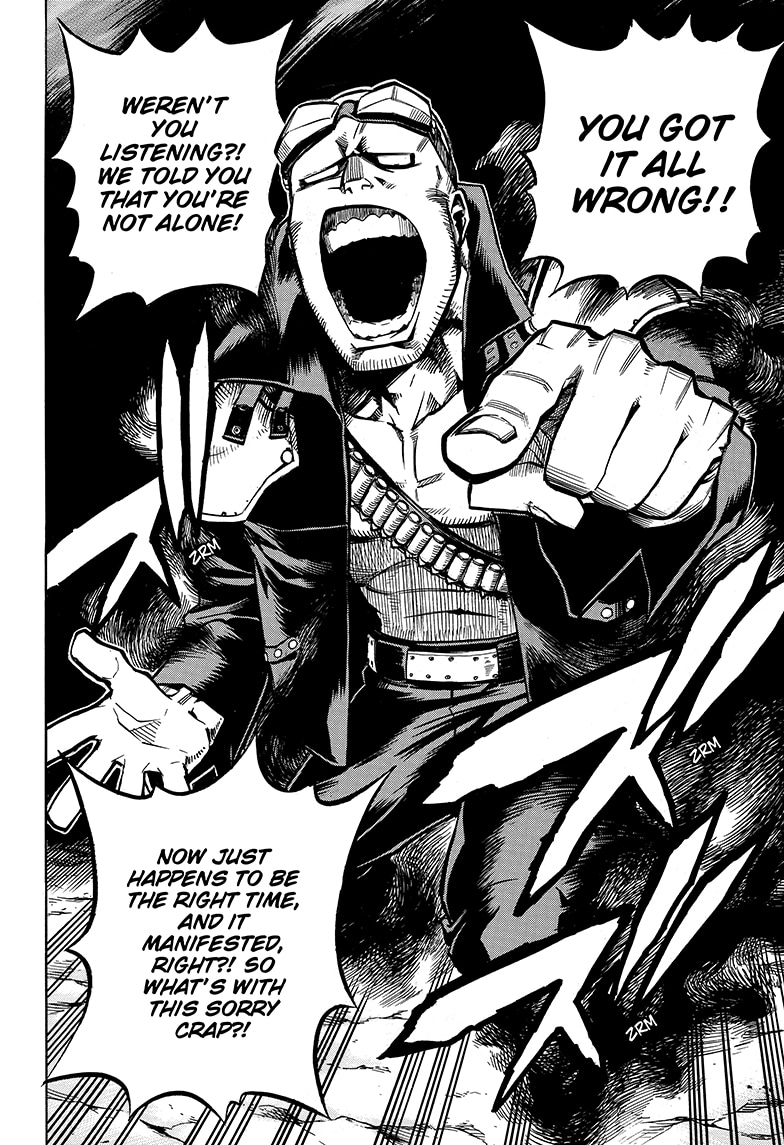 YOU GOT
IT ALL
WRONG!!
WEREN'T
YOU
LISTENING?!
WE TOLD YOU
THAT YOU'RE
NOT ALONE!
ZRM
ZRM
ZRM
NOW JUST
HAPPENS TO BE
THE RIGHT TIME,
AND IT
MANIFESTED,
RIGHT?! SO
WHAT'S WITH
THIS SORRY
CRAP?!